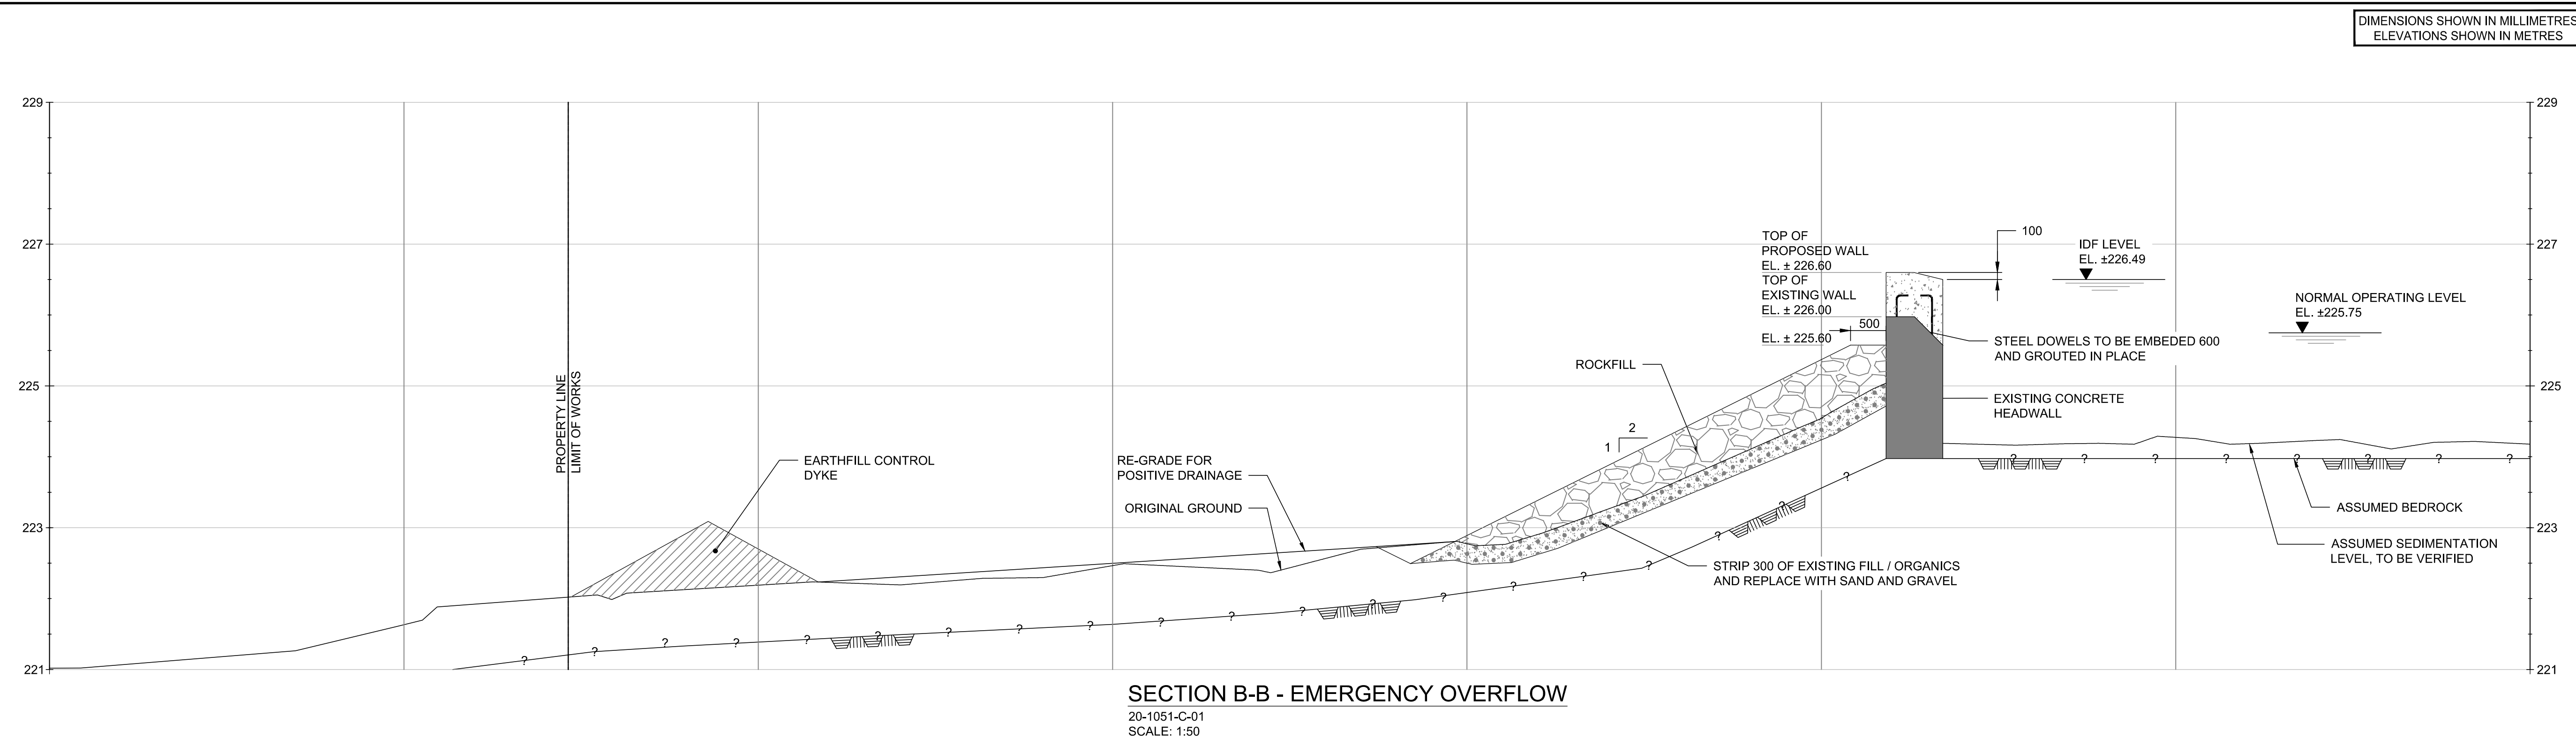 DIMENSIONS SHOWN IN MILLIMETRES
ELEVATIONS SHOWN IN METRES
229
229
227
227
225
225
223
223
221
221
PROPERTY LINE
LIMIT OF WORKS
EARTHFILL CONTROL
DYKE
RE-GRADE FOR
POSITIVE DRAINAGE
ORIGINAL GROUND
ROCKFILL
2
1
TOP OF
PROPOSED WALL
EL. ± 226.60
TOP OF
EXISTING WALL
EL. ± 226.00
500
EL. ± 225.60
100
IDF LEVEL
EL. ±226.49
NORMAL OPERATING LEVEL
EL. ±225.75
STEEL DOWELS TO BE EMBEDED 600
AND GROUTED IN PLACE
EXISTING CONCRETE
HEADWALL
ASSUMED BEDROCK
ASSUMED SEDIMENTATION
LEVEL, TO BE VERIFIED
STRIP 300 OF EXISTING FILL / ORGANICS
AND REPLACE WITH SAND AND GRAVEL
? ? ? ? ? ? ? ? ? ? ? ? ? ? ? ? ? ? ? ? ? ? ? ? ? ? ? ?
SECTION B-B - EMERGENCY OVERFLOW
20-1051-C-01
SCALE: 1:50